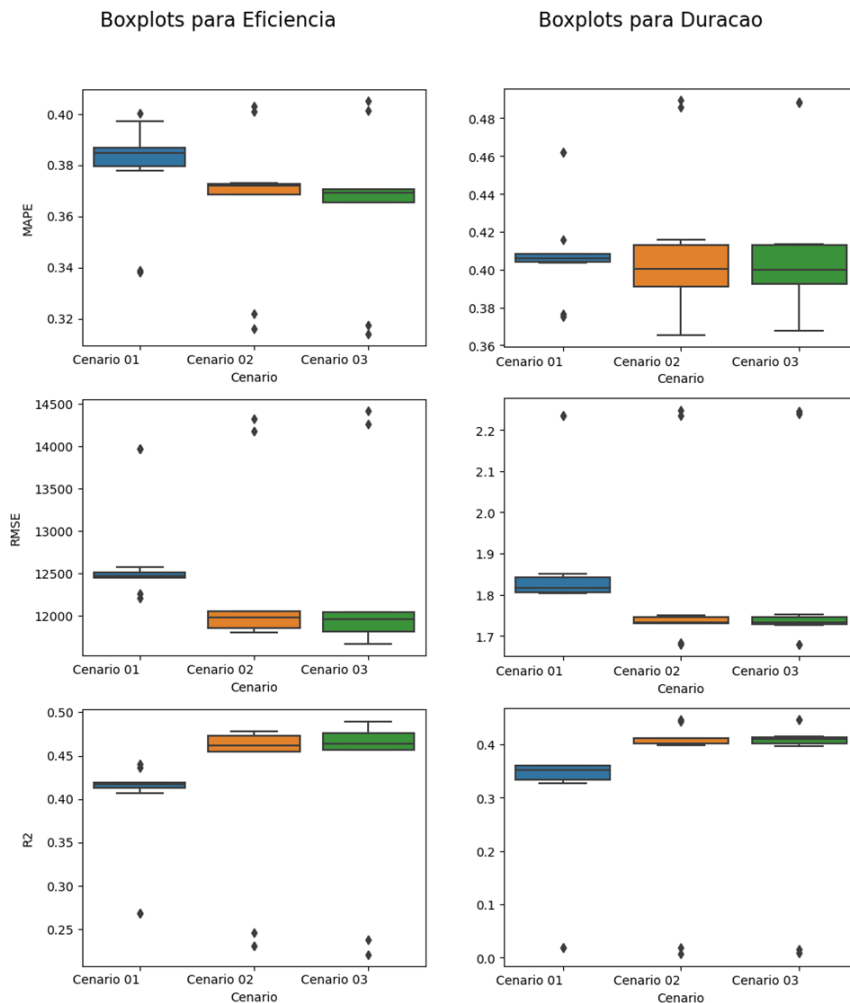 Boxplots para Eficiencia
Boxplots para Duracao
0.40
0.38
0.36
0.34
0.32
MAPE
Cenario 01 Cenario 02 Cenario 03
Cenario
0.48
0.46
0.44
0.42
0.40
0.38
0.36
Cenario 01 Cenario 02 Cenario 03
Cenario
14500
14000
13500
13000
12500
12000
RMSE
Cenario 01 Cenario 02 Cenario 03
Cenario
2.2
2.1
2.0
1.9
1.8
1.7
Cenario 01 Cenario 02 Cenario 03
Cenario
0.50
0.45
0.40
0.35
0.30
0.25
R2
Cenario 01 Cenario 02 Cenario 03
Cenario
0.4
0.3
0.2
0.1
0.0
Cenario 01 Cenario 02 Cenario 03
Cenario